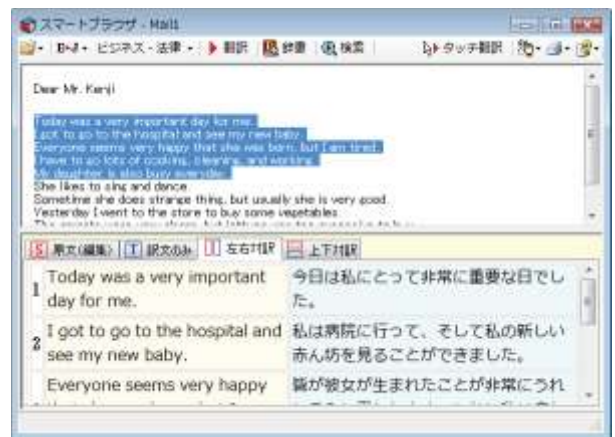 スマートブラウザ - Mail1
ビジネス・法律 翻訳 辞書 検索 タッチ翻訳
Dear Mr. Kenji
Today was a very important day for me.
I got to go to the hospital and see my new baby.
Everyone seems very happy that she was born, but I am tired.
I have to go lots of cooking, cleaning, and working.
My daughter is also busy everyday.
She likes to sing and dance
Sometime she does strange thing, but usually she is very good.
Yesterday I went to the store to buy some vegetables
S 原文(編集) T 訳文のみ 左右対訳 上下対訳
1 Today was a very important 今日は私にとって非常に重要な日でし
day for me. た。
2 I got to go to the hospital and 私は病院に行って、そして私の新しい
see my new baby. 赤ん坊を見ることができました。
Everyone seems very happy 皆が彼女が生まれたことが非常にうれ